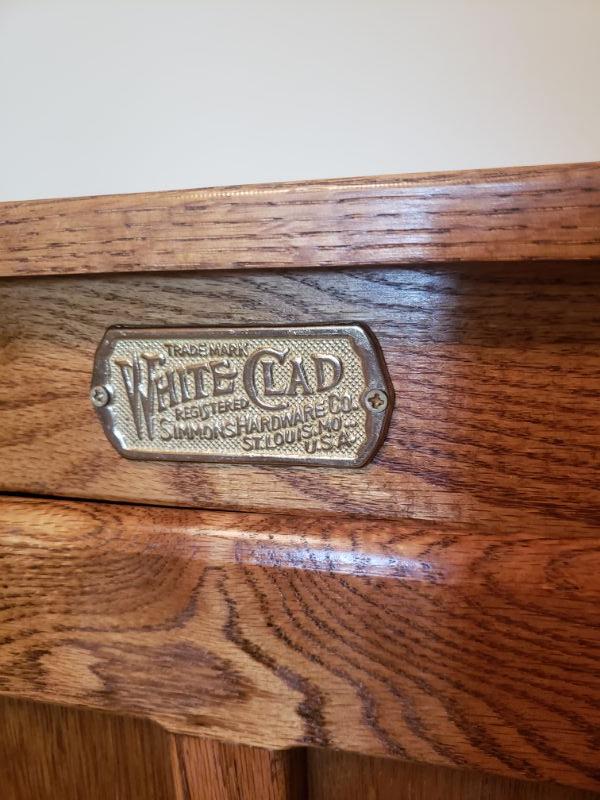 TRADE MARK
WHITE CLAD
REGISTERED
SIMMONS HARDWARE CO.
ST. LOUIS, MO.
U.S.A.